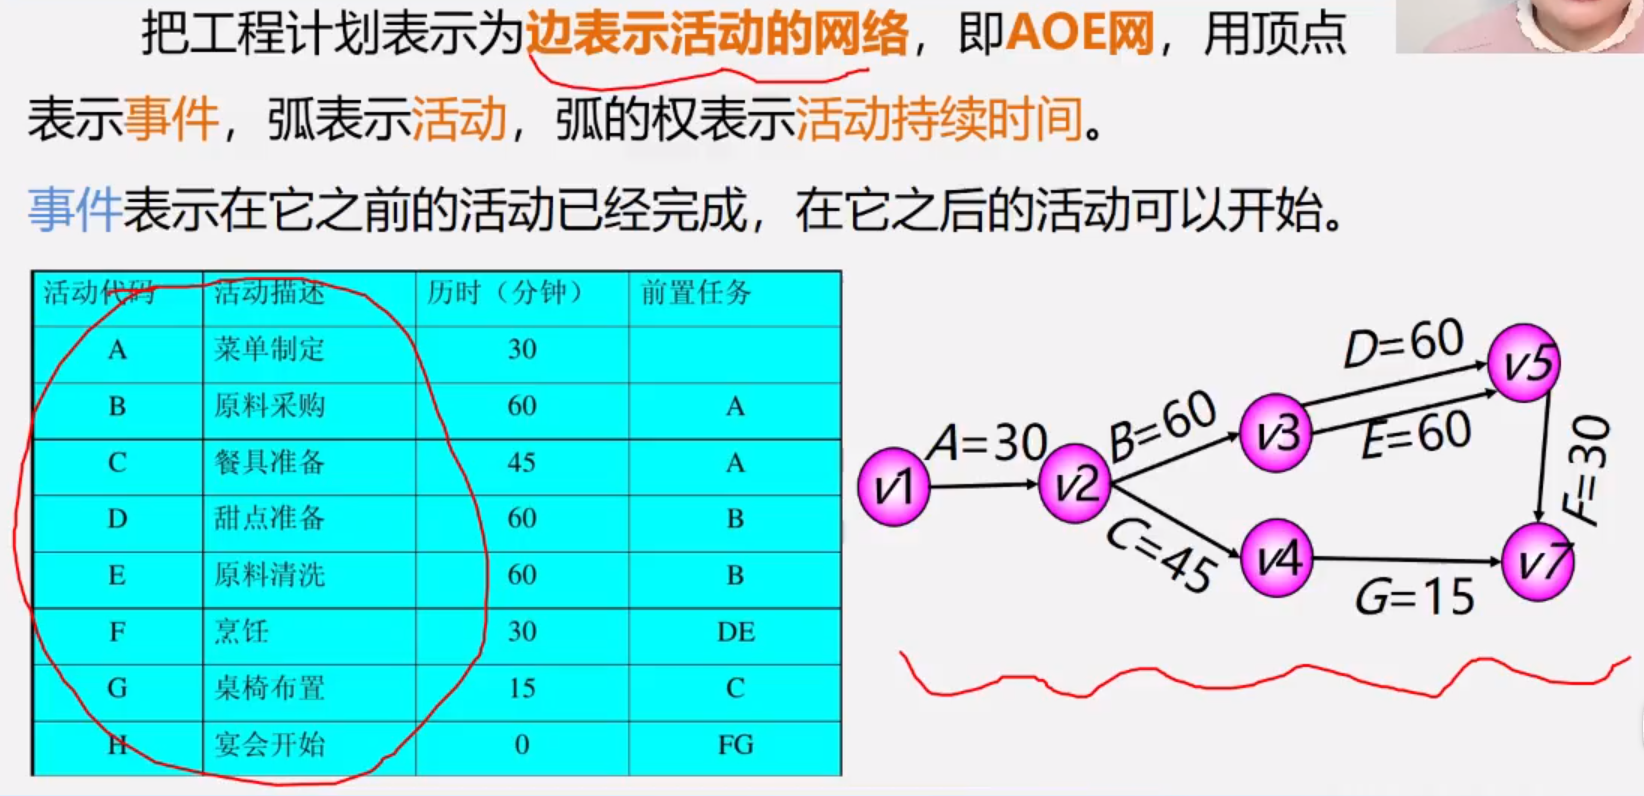 把工程计划表示为边表示活动的网络，即AOE网，用顶点
表示事件，弧表示活动，弧的权表示活动持续时间。
事件表示在它之前的活动已经完成，在它之后的活动可以开始。
活动代码 活动描述 历时（分钟） 前置任务
A 菜单制定 30
B 原料采购 60 A
C 餐具准备 45 A
D 甜点准备 60 B
E 原料清洗 60 B
F 烹饪 30 DE
G 桌椅布置 15 C
H 宴会开始 0 FG
D=60
v5
A=30
B=60
v3
E=60
v1
v2
F=30
C=45
v4
v7
G=15